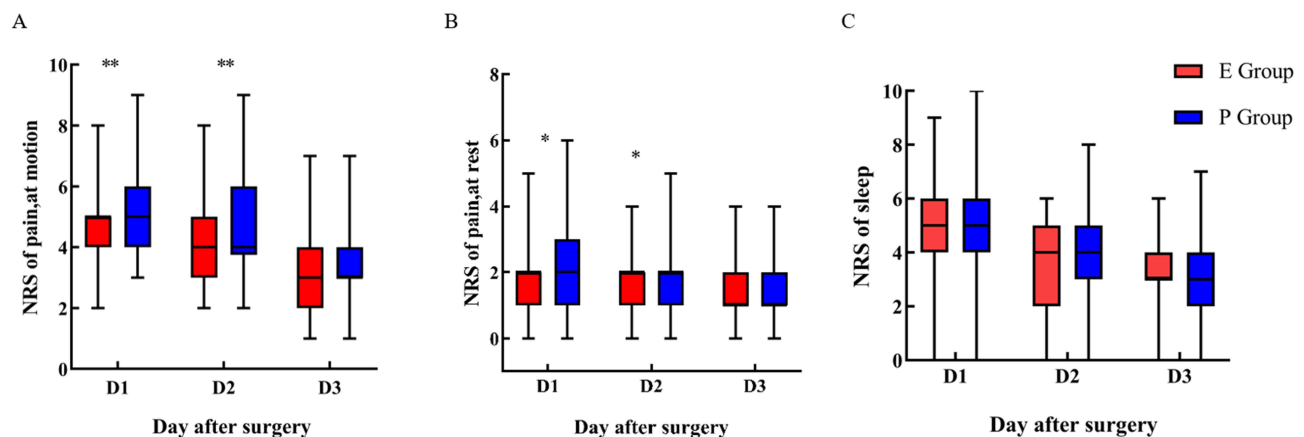 A
B
C
NRS of pain,at motion
10
8
6
4
2
0
**
**
D1
D2
D3
Day after surgery
NRS of pain,at rest
8
6
4
2
0
*
*
D1
D2
D3
Day after surgery
NRS of sleep
10
8
6
4
2
0
D1
D2
D3
Day after surgery
E Group
P Group